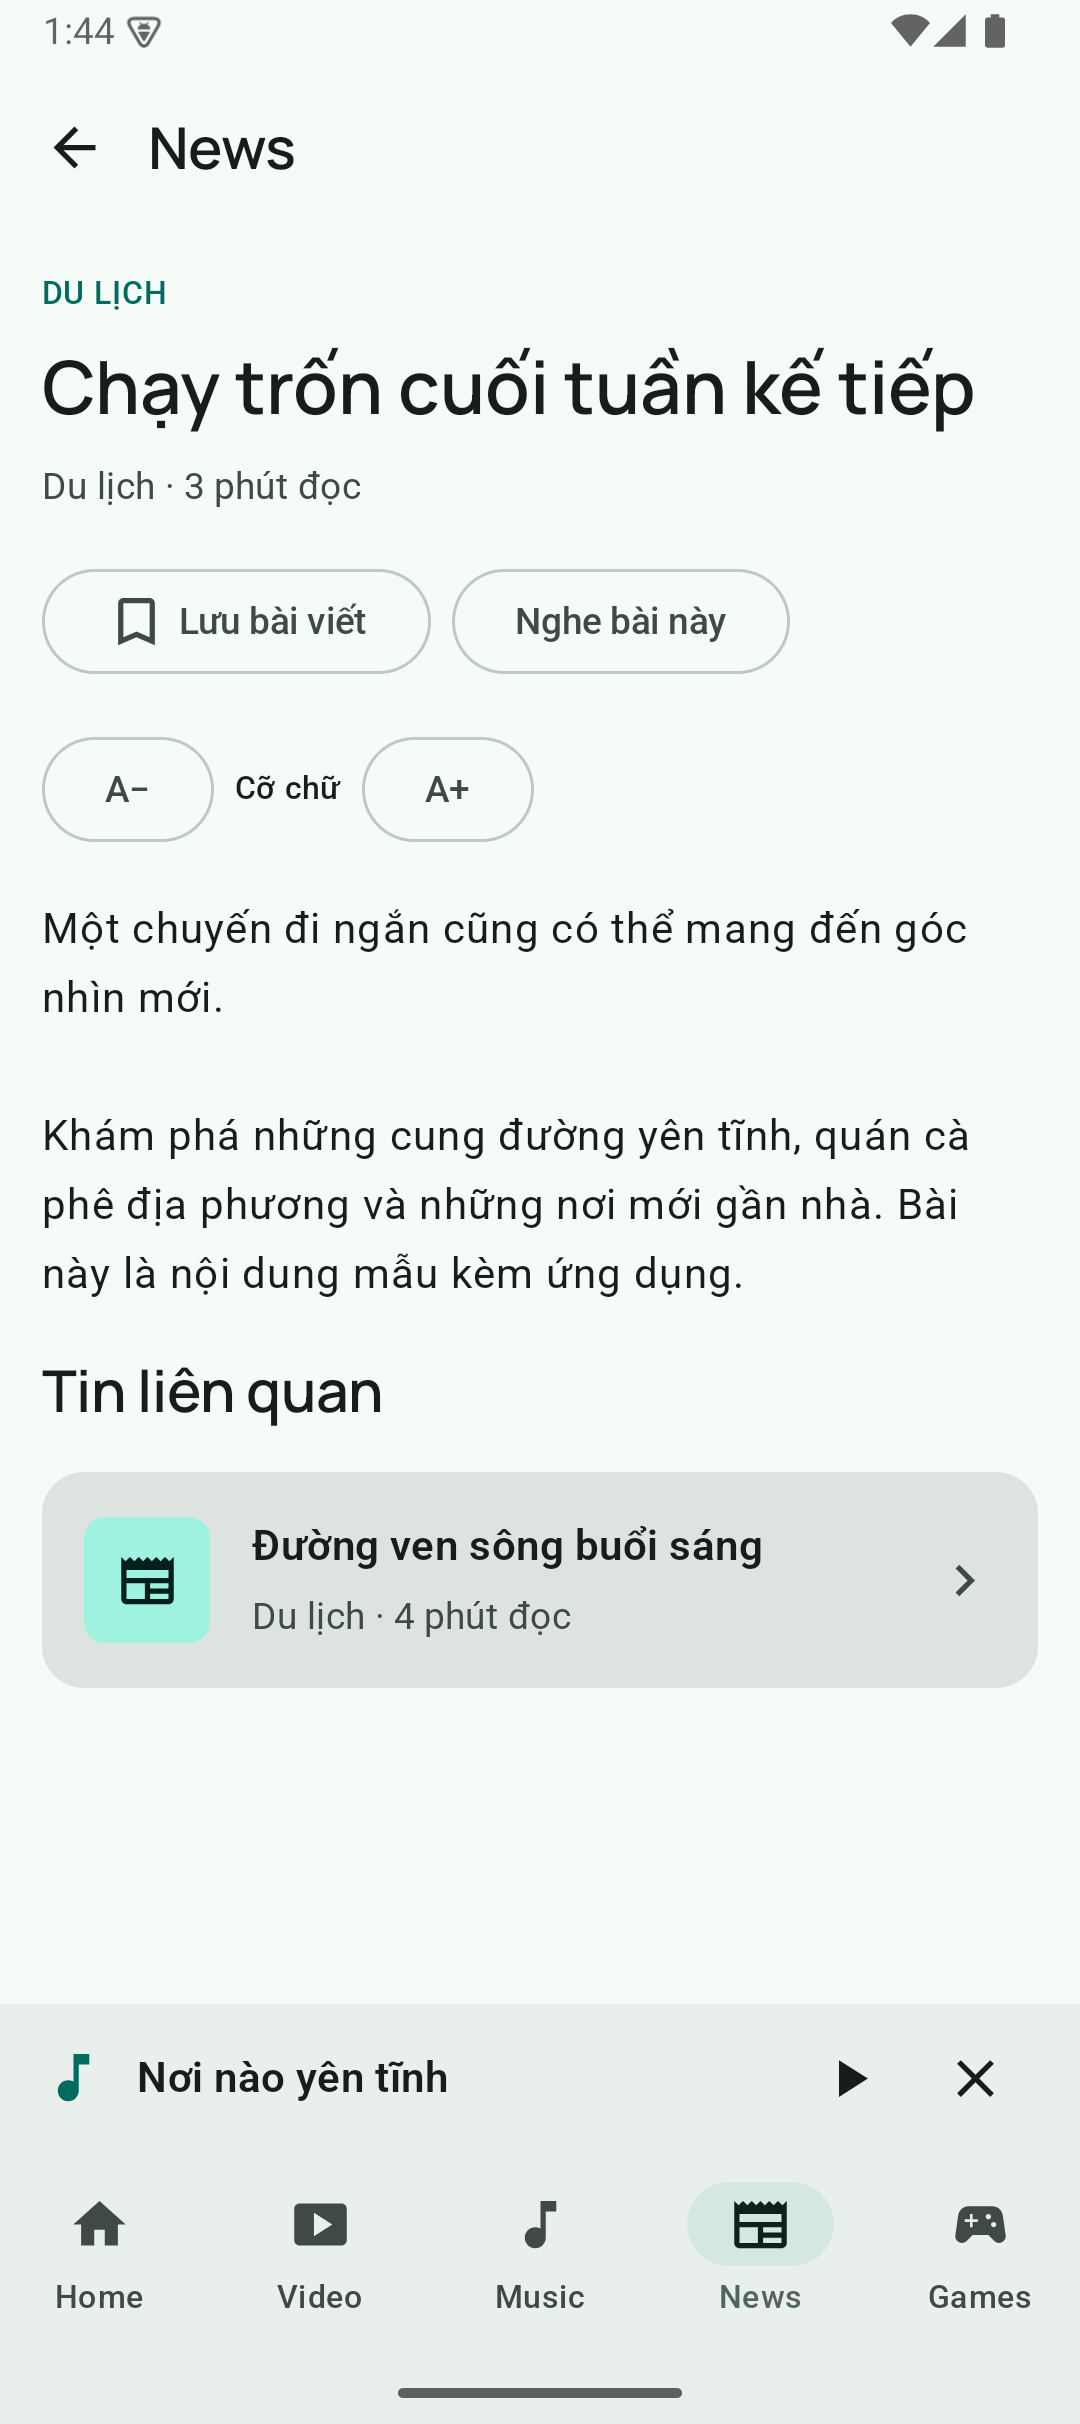 1:44
News
DU LỊCH
Chạy trốn cuối tuần kế tiếp
Du lịch · 3 phút đọc
Lưu bài viết
Nghe bài này
A−
Cỡ chữ
A+
Một chuyến đi ngắn cũng có thể mang đến góc
nhìn mới.
Khám phá những cung đường yên tĩnh, quán cà
phê địa phương và những nơi mới gần nhà. Bài
này là nội dung mẫu kèm ứng dụng.
Tin liên quan
Đường ven sông buổi sáng
Du lịch · 4 phút đọc
Nơi nào yên tĩnh
Home
Video
Music
News
Games